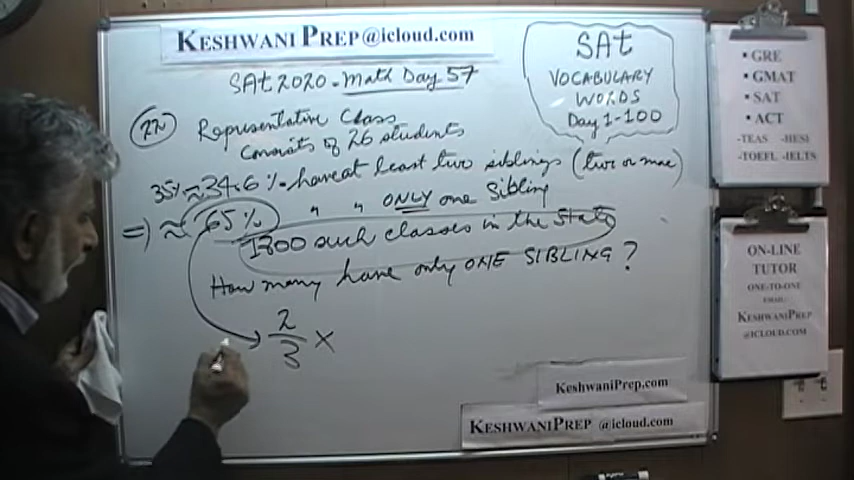 KESHWANI PREP@icloud.com
SAt 2020 - Math Day 57
SAt
VOCABULARY
WORDS
Day 1-100
• GRE
• GMAT
• SAT
• ACT
-TEAS -HESI
-TOEFL -IELTS
22 Representative Class
Consists of 26 students
35% ≈ 34.6% have at least two siblings (two or more)
=) ≈ 65% " " ONLY one Sibling
1800 such classes in the State
How many have only ONE SIBLING?
2/3 ×
ON-LINE
TUTOR
ONE-TO-ONE
EMAIL:
KESHWANIPREP
@ICLOUD.COM
KESHWANIPREP.com
KESHWANIPREP @icloud.com